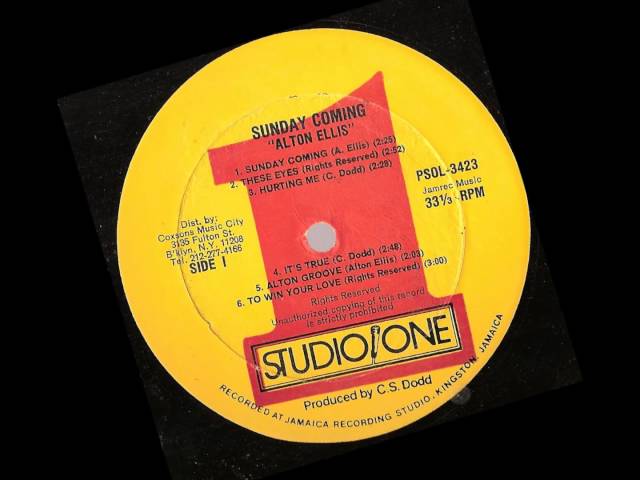 SUNDAY COMING
"ALTON ELLIS"
1. SUNDAY COMING (A. Ellis) (2:25)
2. THESE EYES (Rights Reserved) (2:52)
3. HURTING ME (C. Dodd) (2:28)
PSOL-3423
Jamrec Music
33 1/3 RPM
Dist. by:
Coxsons Music City
3135 Fulton St.
B'klyn, N.Y. 11208
Tel. 212-277-4166
SIDE I
4. IT'S TRUE (C. Dodd) (2:48)
5. ALTON GROOVE (Alton Ellis) (2:03)
6. TO WIN YOUR LOVE (Rights Reserved) (3:00)
Rights Reserved
Unauthorized copying of this record
is strictly prohibited
STUDIO ONE
Produced by C.S. Dodd
RECORDED AT JAMAICA RECORDING STUDIO, KINGSTON, JAMAICA